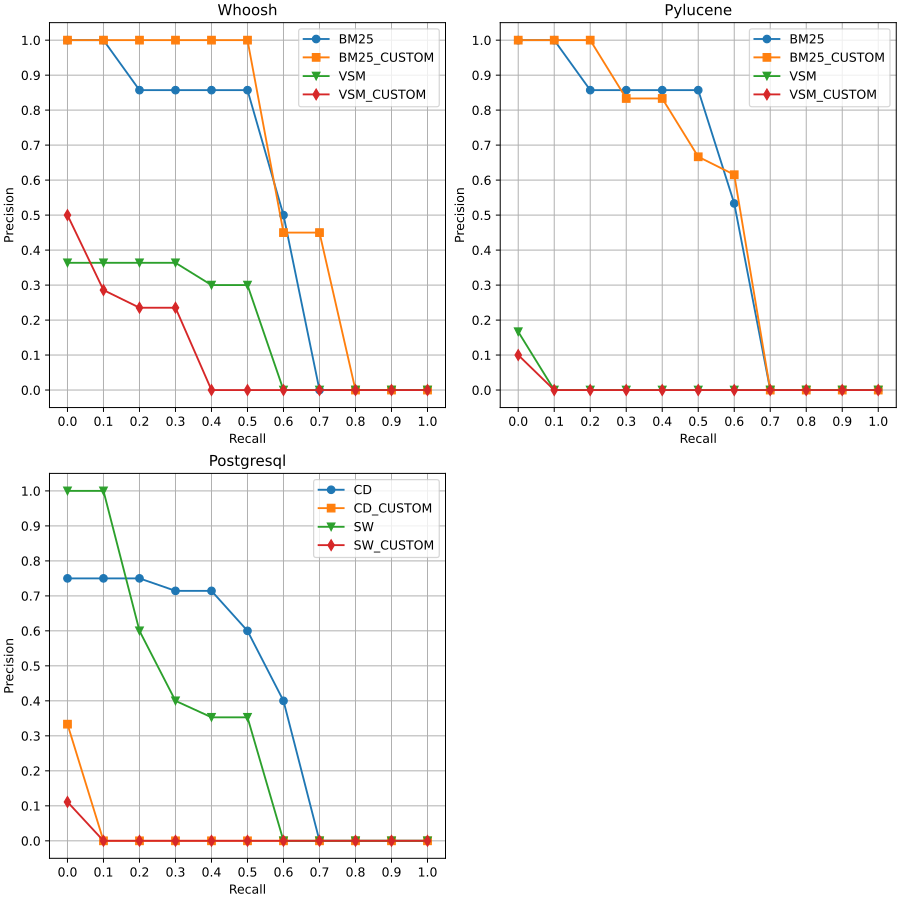 Whoosh
BM25
BM25_CUSTOM
VSM
VSM_CUSTOM
1.0
0.9
0.8
0.7
0.6
0.5
0.4
0.3
0.2
0.1
0.0
Precision
0.0 0.1 0.2 0.3 0.4 0.5 0.6 0.7 0.8 0.9 1.0
Recall
Pylucene
BM25
BM25_CUSTOM
VSM
VSM_CUSTOM
1.0
0.9
0.8
0.7
0.6
0.5
0.4
0.3
0.2
0.1
0.0
Precision
0.0 0.1 0.2 0.3 0.4 0.5 0.6 0.7 0.8 0.9 1.0
Recall
Postgresql
CD
CD_CUSTOM
SW
SW_CUSTOM
1.0
0.9
0.8
0.7
0.6
0.5
0.4
0.3
0.2
0.1
0.0
Precision
0.0 0.1 0.2 0.3 0.4 0.5 0.6 0.7 0.8 0.9 1.0
Recall